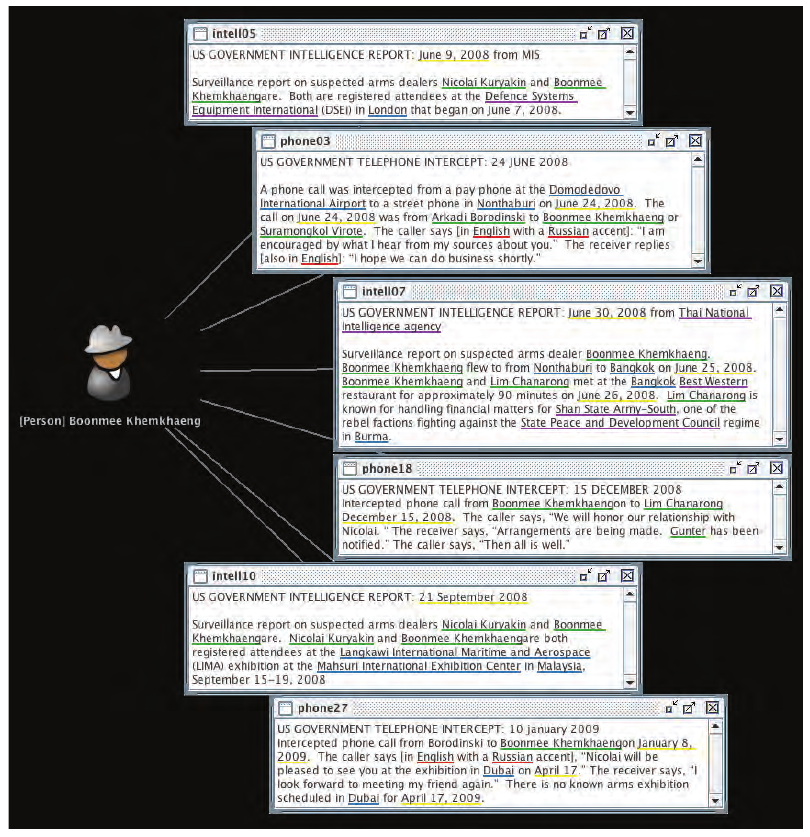 intell05
US GOVERNMENT INTELLIGENCE REPORT: June 9, 2008 from MIS
Surveillance report on suspected arms dealers Nicolai Kuryakin and Boonmee
Khemkhaengare. Both are registered attendees at the Defence Systems
Equipment International (DSEI) in London that began on June 7, 2008.
phone03
US GOVERNMENT TELEPHONE INTERCEPT: 24 JUNE 2008
A phone call was intercepted from a pay phone at the Domodedovo
International Airport to a street phone in Nonthaburi on June 24, 2008. The
call on June 24, 2008 was from Arkadi Borodinski to Boonmee Khemkhaeng or
Suramongkol Virote. The caller says [in English with a Russian accent]: “I am
encouraged by what I hear from my sources about you.” The receiver replies
[also in English]: “I hope we can do business shortly.”
intell07
US GOVERNMENT INTELLIGENCE REPORT: June 30, 2008 from Thai National
Intelligence agency
Surveillance report on suspected arms dealer Boonmee Khemkhaeng.
Boonmee Khemkhaeng flew to from Nonthaburi to Bangkok on June 25, 2008.
Boonmee Khemkhaeng and Lim Chanarong met at the Bangkok Best Western
restaurant for approximately 90 minutes on June 26, 2008. Lim Chanarong is
known for handling financial matters for Shan State Army-South, one of the
rebel factions fighting against the State Peace and Development Council regime
in Burma.
[Person] Boonmee Khemkhaeng
phone18
US GOVERNMENT TELEPHONE INTERCEPT: 15 DECEMBER 2008
Intercepted phone call from Boonmee Khemkhaengon to Lim Chanarong
December 15, 2008. The caller says, “We will honor our relationship with
Nicolai. ” The receiver says, “Arrangements are being made. Gunter has been
notified.” The caller says, “Then all is well.”
intell10
US GOVERNMENT INTELLIGENCE REPORT: 21 September 2008
Surveillance report on suspected arms dealers Nicolai Kuryakin and Boonmee
Khemkhaengare. Nicolai Kuryakin and Boonmee Khemkhaengare both
registered attendees at the Langkawi International Maritime and Aerospace
(LIMA) exhibition at the Mahsuri International Exhibition Center in Malaysia,
September 15-19, 2008
phone27
US GOVERNMENT TELEPHONE INTERCEPT: 10 january 2009
Intercepted phone call from Borodinski to Boonmee Khemkhaengon January 8,
2009. The caller says [in English with a Russian accent], “Nicolai will be
pleased to see you at the exhibition in Dubai on April 17.” The receiver says, “I
look forward to meeting my friend again.” There is no known arms exhibition
scheduled in Dubai for April 17, 2009.